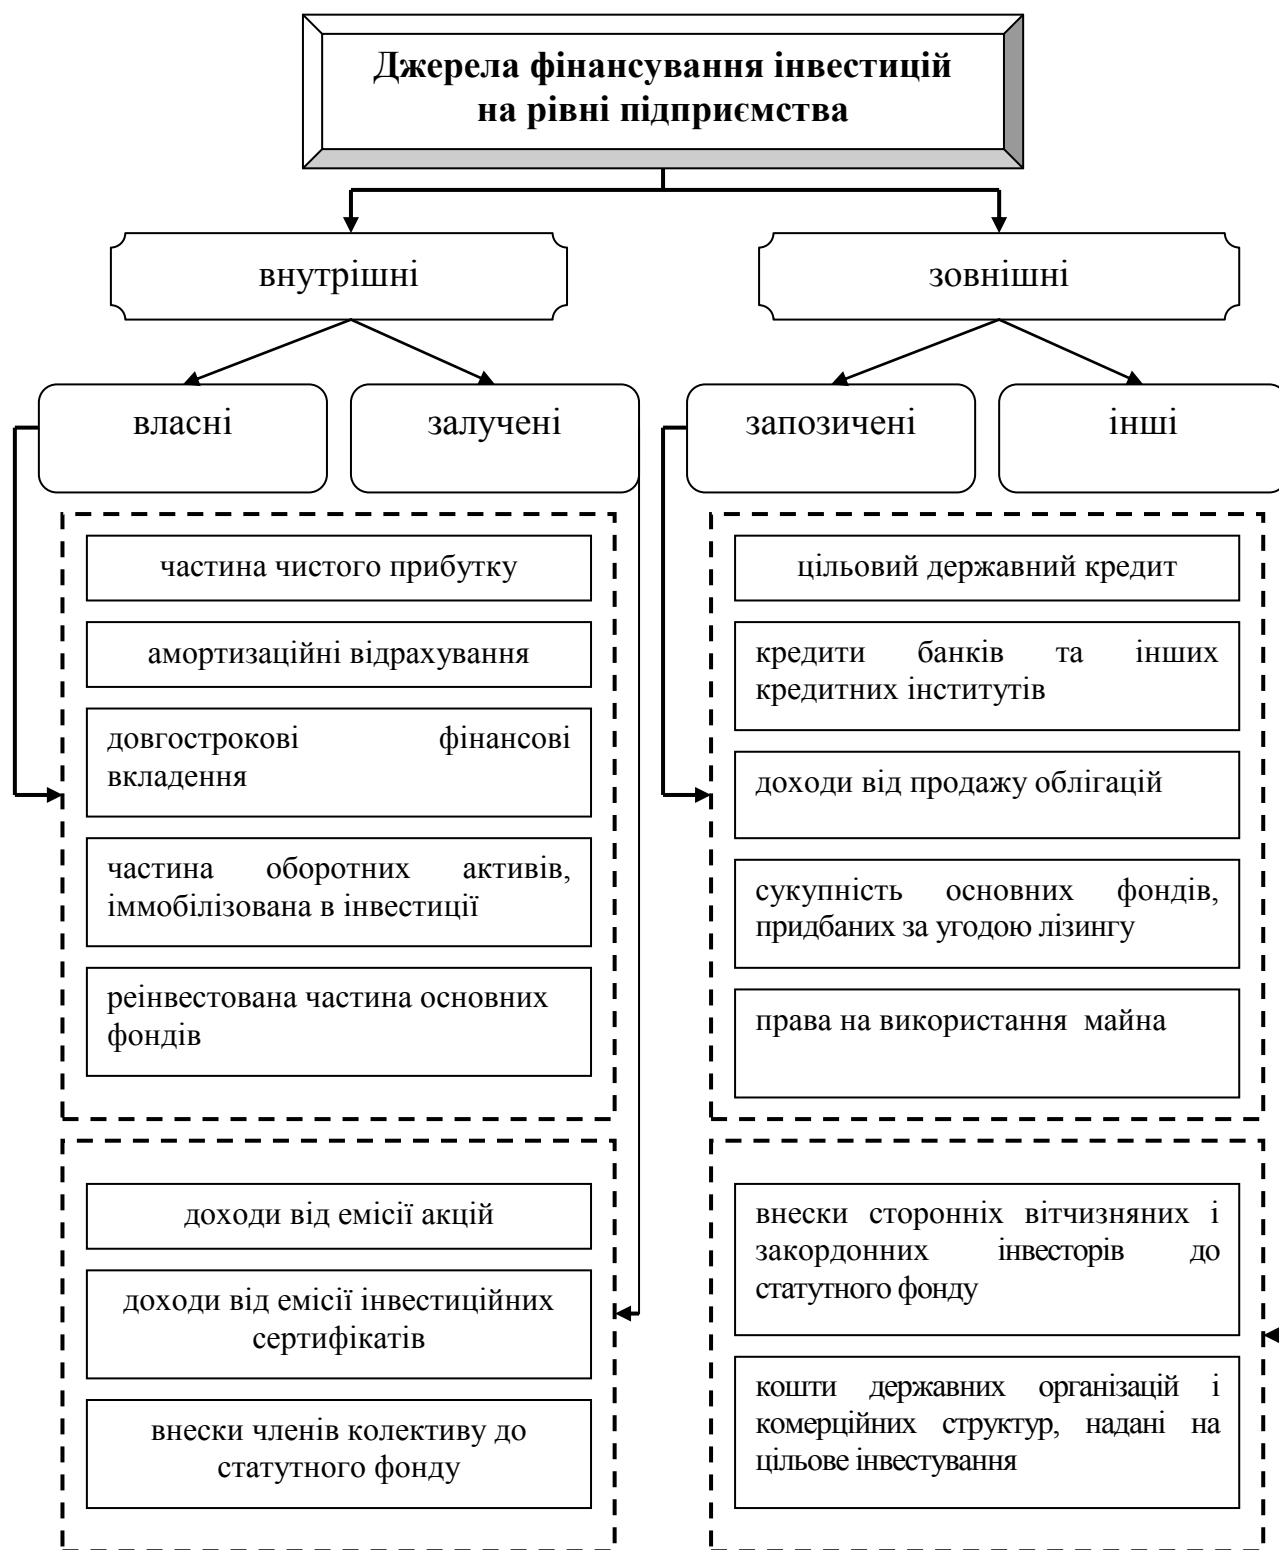 Джерела фінансування інвестицій
на рівні підприємства
внутрішні
зовнішні
власні
залучені
запозичені
інші
частина чистого прибутку
амортизаційні відрахування
довгострокові фінансові
вкладення
частина оборотних активів,
іммобілізована в інвестиції
реінвестована частина основних
фондів
цільовий державний кредит
кредити банків та інших
кредитних інститутів
доходи від продажу облігацій
сукупність основних фондів,
придбаних за угодою лізингу
права на використання майна
доходи від емісії акцій
доходи від емісії інвестиційних
сертифікатів
внески членів колективу до
статутного фонду
внески сторонніх вітчизняних і
закордонних інвесторів до
статутного фонду
кошти державних організацій і
комерційних структур, надані на
цільове інвестування